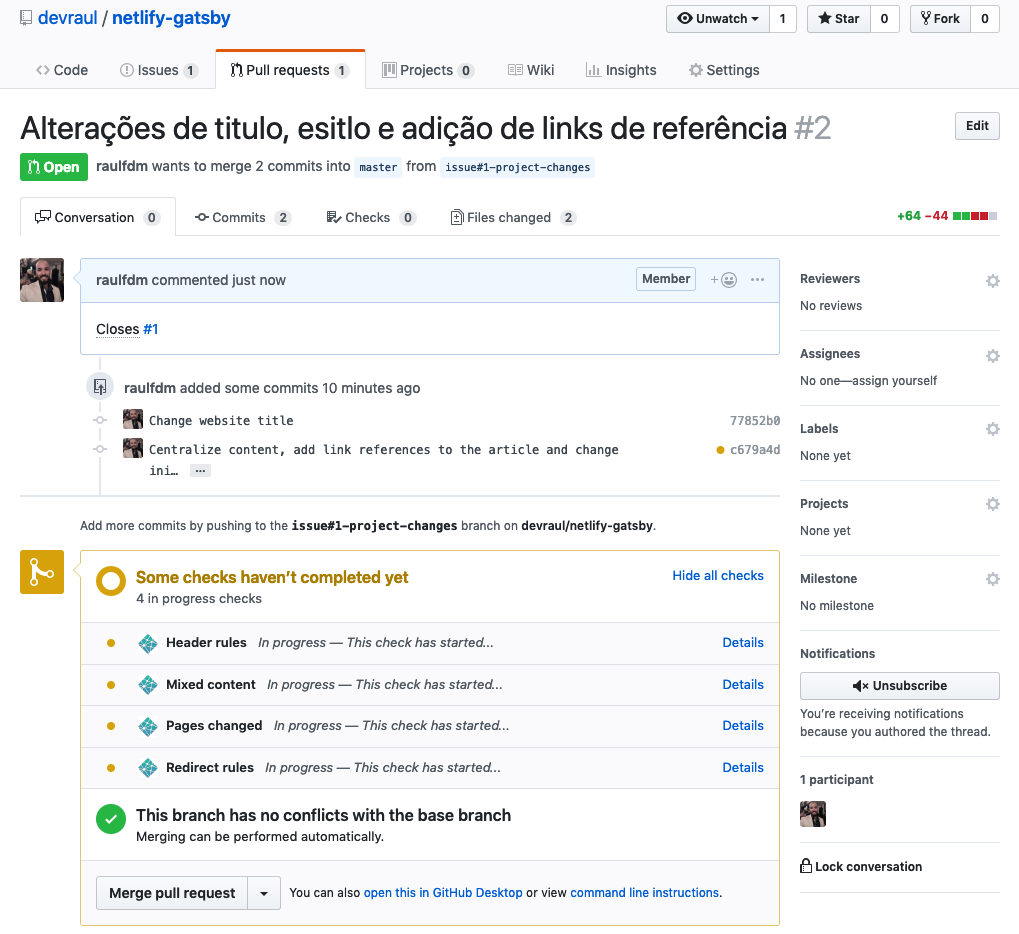 devraul / netlify-gatsby
Unwatch 1 Star 0 Fork 0
Code Issues 1 Pull requests 1 Projects 0 Wiki Insights Settings
Alterações de titulo, esitlo e adição de links de referência #2
Edit
Open raulfdm wants to merge 2 commits into master from issue#1-project-changes
Conversation 0 Commits 2 Checks 0 Files changed 2 +64 −44
raulfdm commented just now Member + ...
Closes #1
raulfdm added some commits 10 minutes ago
Change website title 77852b0
Centralize content, add link references to the article and change c679a4d
ini… …
Add more commits by pushing to the issue#1-project-changes branch on devraul/netlify-gatsby.
Some checks haven’t completed yet Hide all checks
4 in progress checks
Header rules In progress — This check has started... Details
Mixed content In progress — This check has started... Details
Pages changed In progress — This check has started... Details
Redirect rules In progress — This check has started... Details
This branch has no conflicts with the base branch
Merging can be performed automatically.
Merge pull request You can also open this in GitHub Desktop or view command line instructions.
Reviewers
No reviews
Assignees
No one—assign yourself
Labels
None yet
Projects
None yet
Milestone
No milestone
Notifications
Unsubscribe
You’re receiving notifications
because you authored the thread.
1 participant
Lock conversation